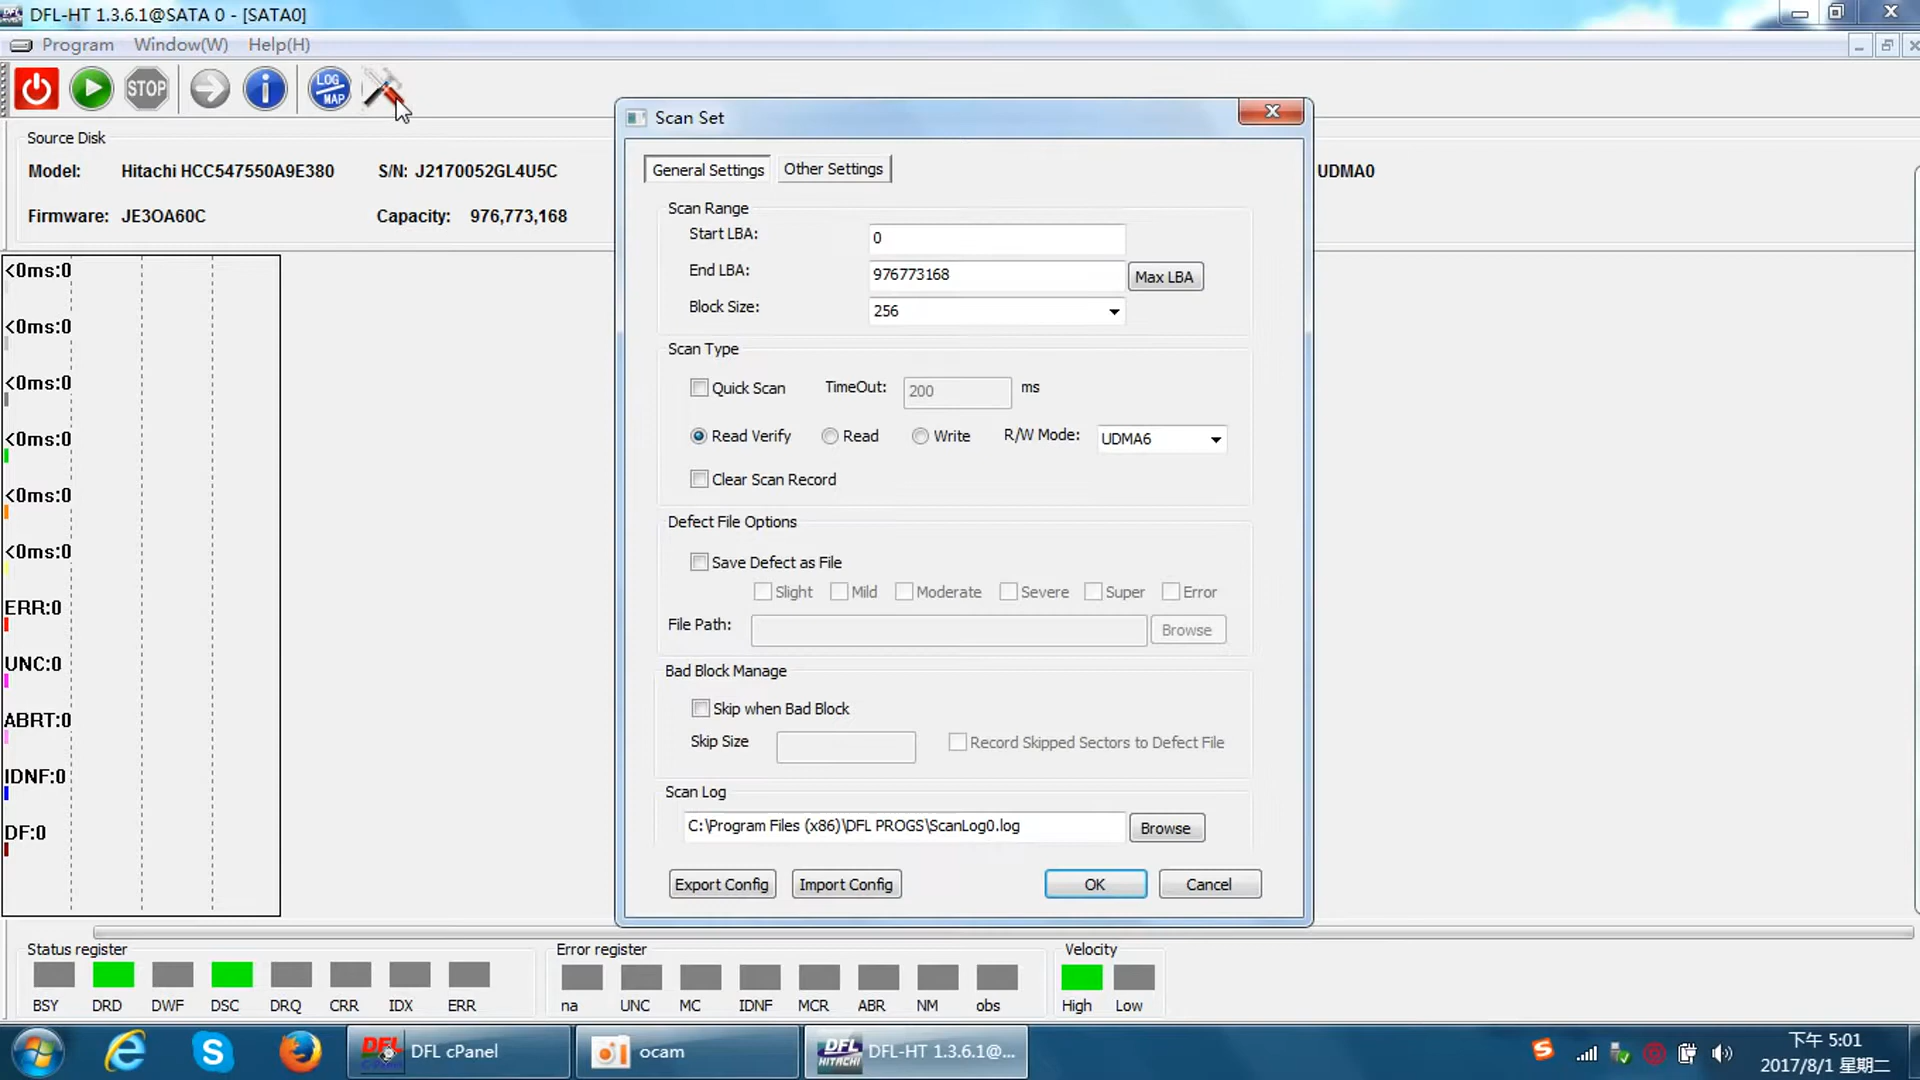 DFL-HT 1.3.6.1@SATA 0 - [SATA0]
Program Window(W) Help(H)
STOP
LOG
MAP
Source Disk
Model: Hitachi HCC547550A9E380 S/N: J2170052GL4U5C UDMA0
Firmware: JE3OA60C Capacity: 976,773,168
<0ms:0
<0ms:0
<0ms:0
<0ms:0
<0ms:0
<0ms:0
ERR:0
UNC:0
ABRT:0
IDNF:0
DF:0
Scan Set
General Settings Other Settings
Scan Range
Start LBA: 0
End LBA: 976773168 Max LBA
Block Size: 256
Scan Type
Quick Scan TimeOut: 200 ms
Read Verify Read Write R/W Mode: UDMA6
Clear Scan Record
Defect File Options
Save Defect as File
Slight Mild Moderate Severe Super Error
File Path: Browse
Bad Block Manage
Skip when Bad Block
Skip Size Record Skipped Sectors to Defect File
Scan Log
C:\Program Files (x86)\DFL PROGS\ScanLog0.log Browse
Export Config Import Config OK Cancel
Status register Error register Velocity
BSY DRD DWF DSC DRQ CRR IDX ERR na UNC MC IDNF MCR ABR NM obs High Low
DFL DFL cPanel ocam DFL HITACHI DFL-HT 1.3.6.1@...
下午 5:01
2017/8/1 星期二